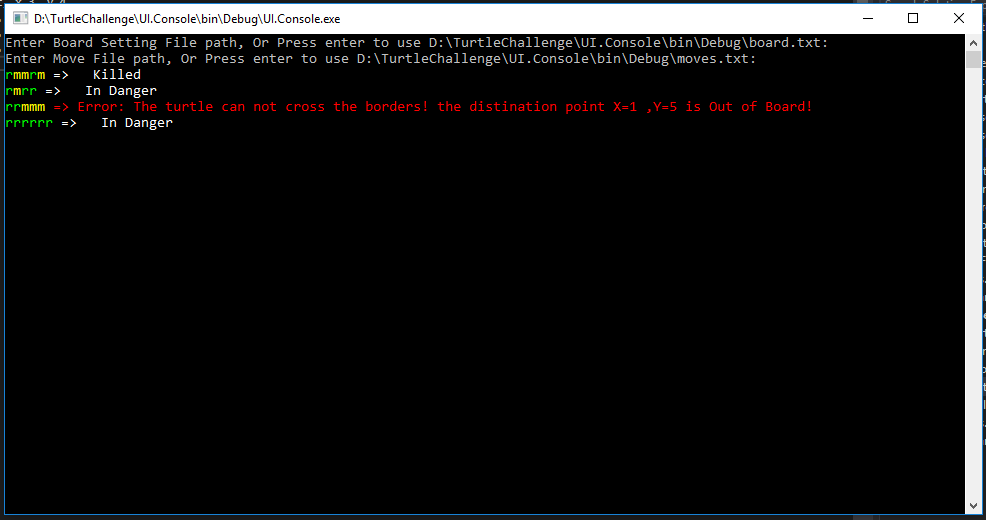 D:\TurtleChallenge\UI.Console\bin\Debug\UI.Console.exe
Enter Board Setting File path, Or Press enter to use D:\TurtleChallenge\UI.Console\bin\Debug\board.txt:
Enter Move File path, Or Press enter to use D:\TurtleChallenge\UI.Console\bin\Debug\moves.txt:
rmmrm => Killed
rmrr => In Danger
rrmmm => Error: The turtle can not cross the borders! the distination point X=1 ,Y=5 is Out of Board!
rrrrrr => In Danger